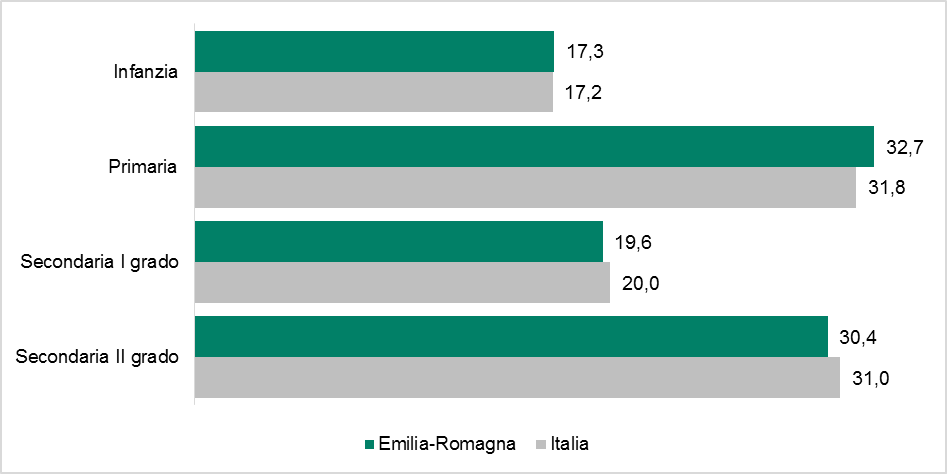 Infanzia
17,3
17,2
Primaria
32,7
31,8
Secondaria I grado
19,6
20,0
Secondaria II grado
30,4
31,0
Emilia-Romagna Italia